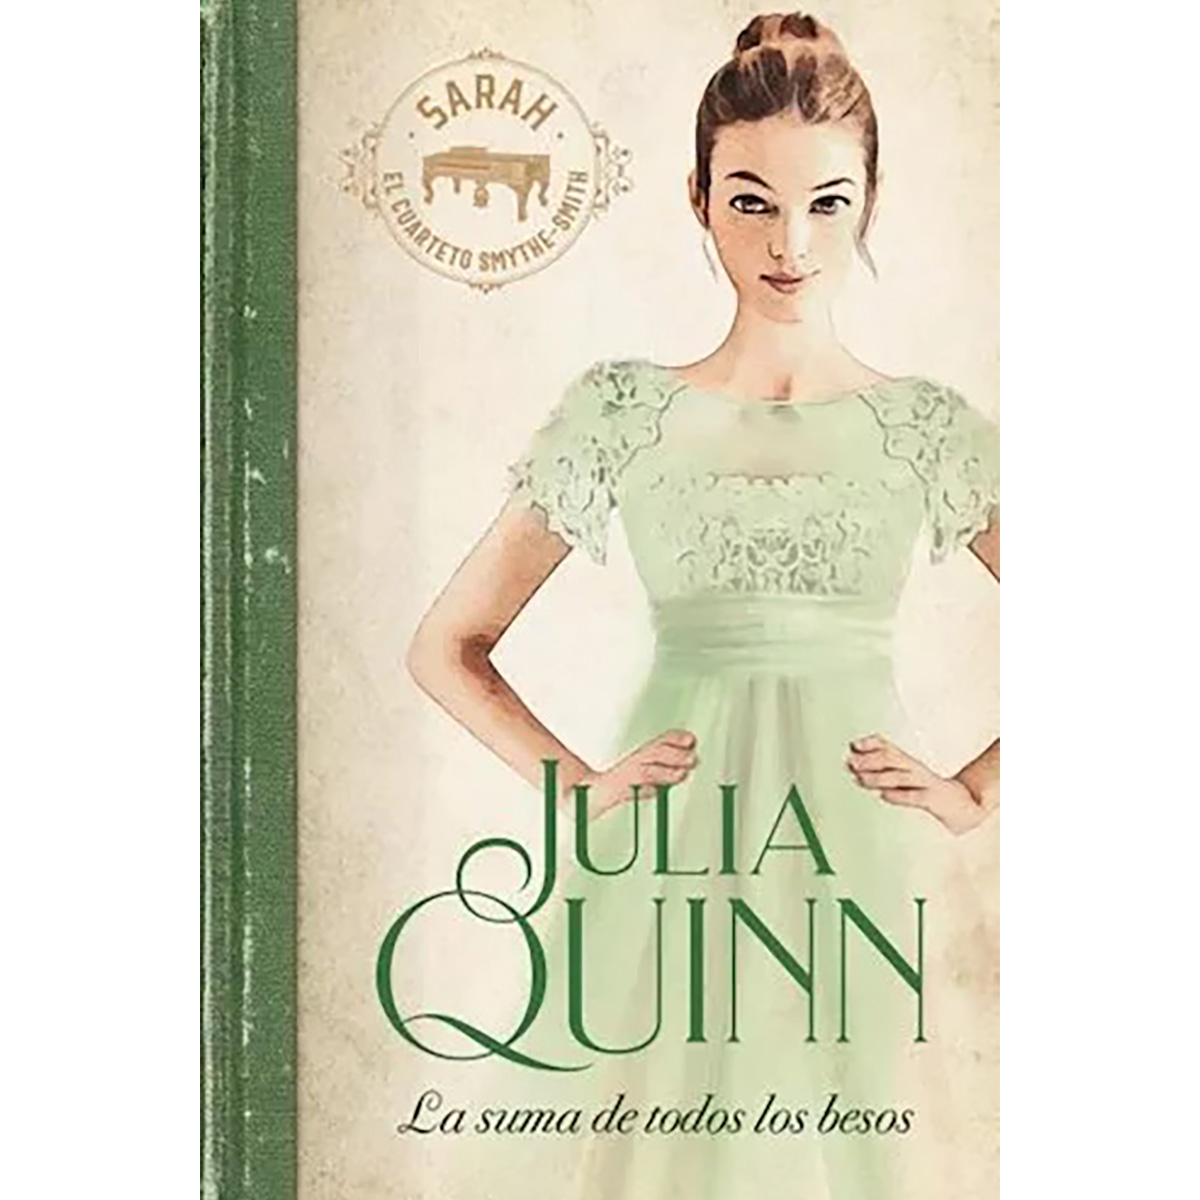 SARAH
EL CUARTETO SMYTHE-SMITH
JULIA
QUINN
La suma de todos los besos